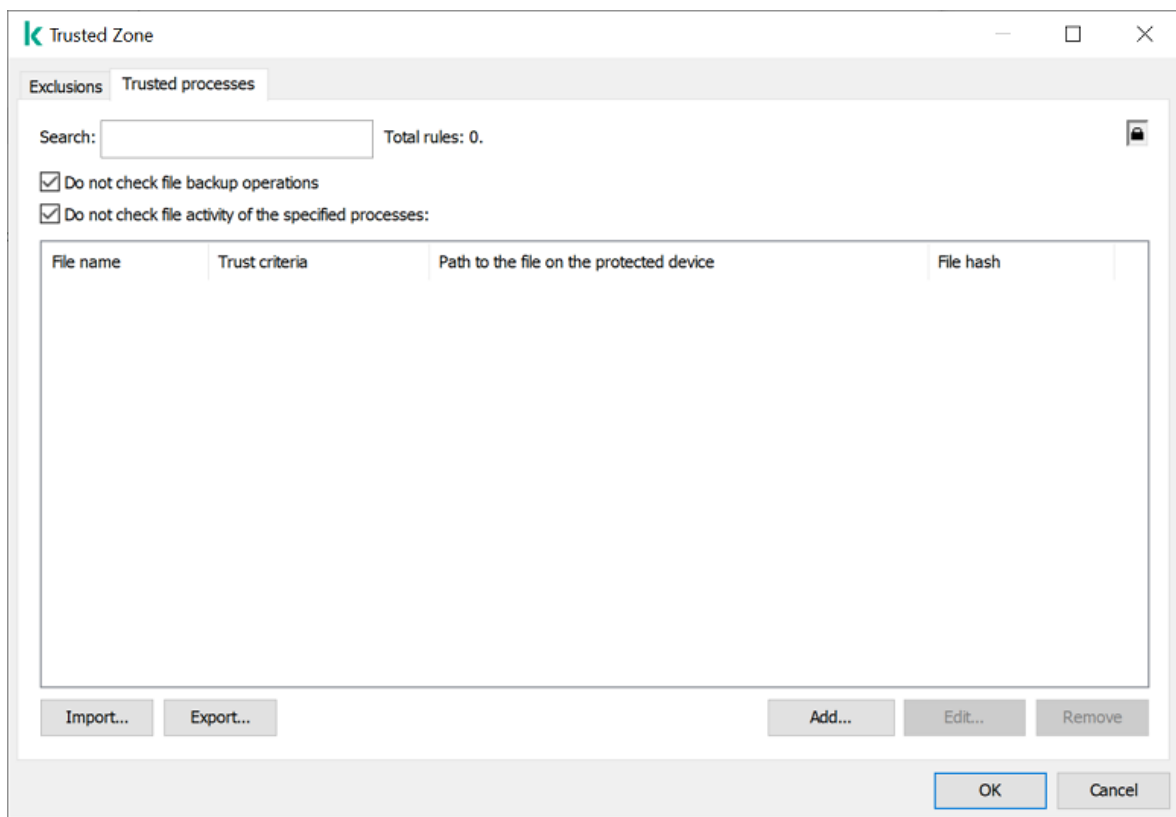 Trusted Zone
Exclusions Trusted processes
Search: Total rules: 0.
Do not check file backup operations
Do not check file activity of the specified processes:
File name Trust criteria Path to the file on the protected device File hash
Import... Export... Add... Edit... Remove
OK Cancel